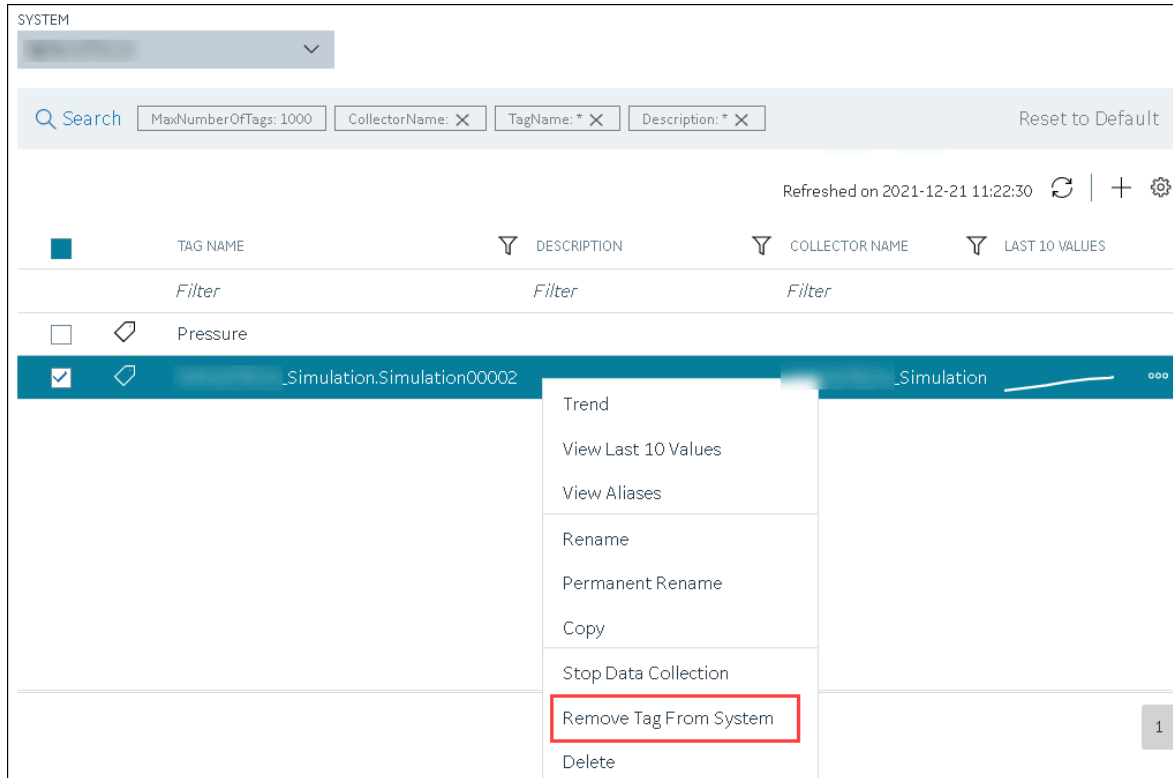 SYSTEM
Search MaxNumberOfTags: 1000 CollectorName: TagName: * Description: * Reset to Default
Refreshed on 2021-12-21 11:22:30
TAG NAME DESCRIPTION COLLECTOR NAME LAST 10 VALUES
Filter Filter Filter
Pressure
_Simulation.Simulation00002 _Simulation
Trend
View Last 10 Values
View Aliases
Rename
Permanent Rename
Copy
Stop Data Collection
Remove Tag From System
1
Delete